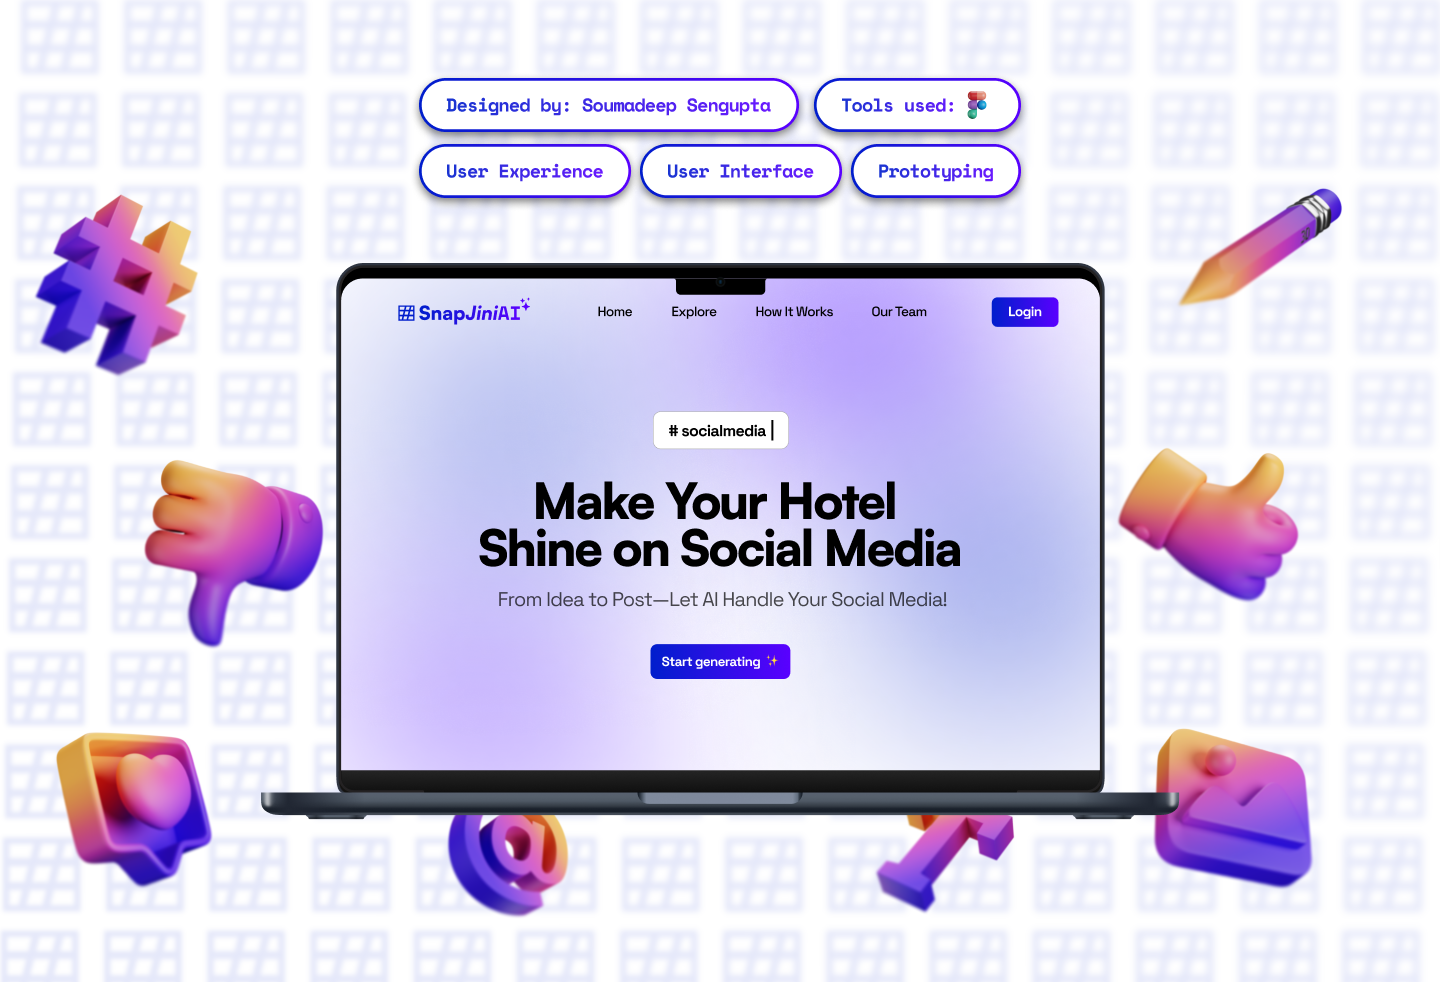 Designed by: Soumadeep Sengupta
Tools used:
User Experience
User Interface
Prototyping
SnapJiniAI
Home
Explore
How It Works
Our Team
Login
# socialmedia
Make Your Hotel
Shine on Social Media
From Idea to Post—Let AI Handle Your Social Media!
Start generating ✨